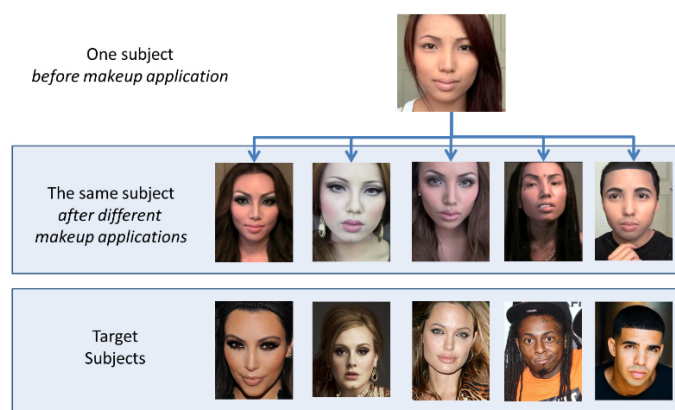 One subject
before makeup application
The same subject
after different
makeup applications
Target
Subjects